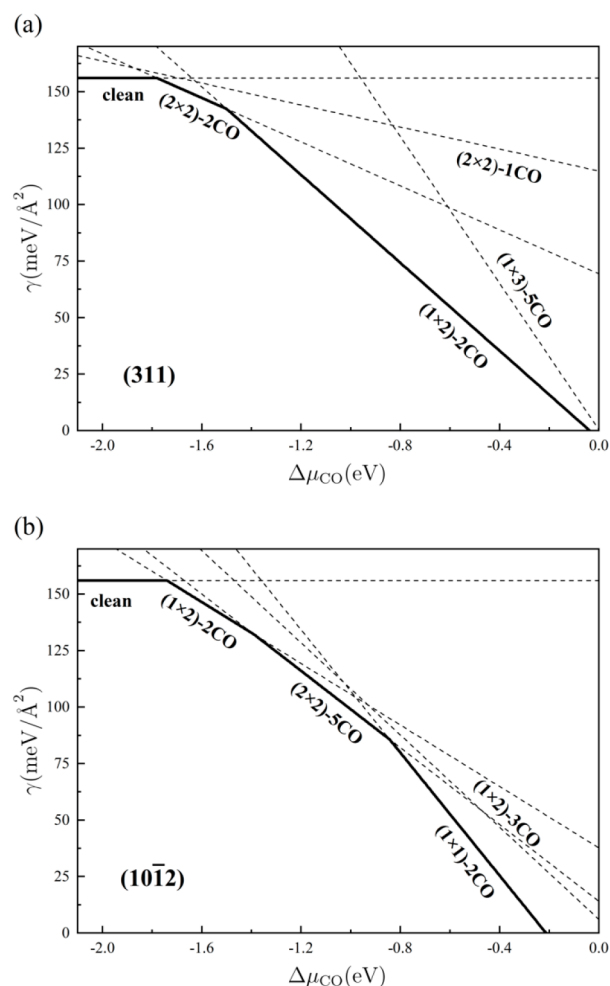 (a)
150
125
100
75
50
25
0
γ(meV/Å²)
clean
(2×2)-2CO
(2×2)-1CO
(1×3)-5CO
(1×2)-2CO
(311)
-2.0
-1.6
-1.2
-0.8
-0.4
0.0
Δμ_CO(eV)
(b)
150
125
100
75
50
25
0
γ(meV/Å²)
clean
(1×2)-2CO
(2×2)-5CO
(1×2)-3CO
(1×1)-2CO
(101̅2)
-2.0
-1.6
-1.2
-0.8
-0.4
0.0
Δμ_CO(eV)